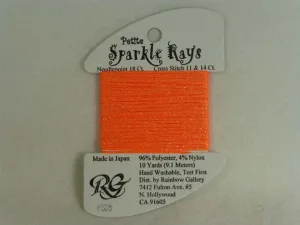 Petite
Sparkle Rays
Needlepoint 18 Ct. Cross Stitch 11 & 14 Ct.
Made in Japan
RG
96% Polyester, 4% Nylon
10 Yards (9.1 Meters)
Hand Washable, Test First
Dist. by Rainbow Gallery
7412 Fulton Ave. #5
N. Hollywood
CA 91605